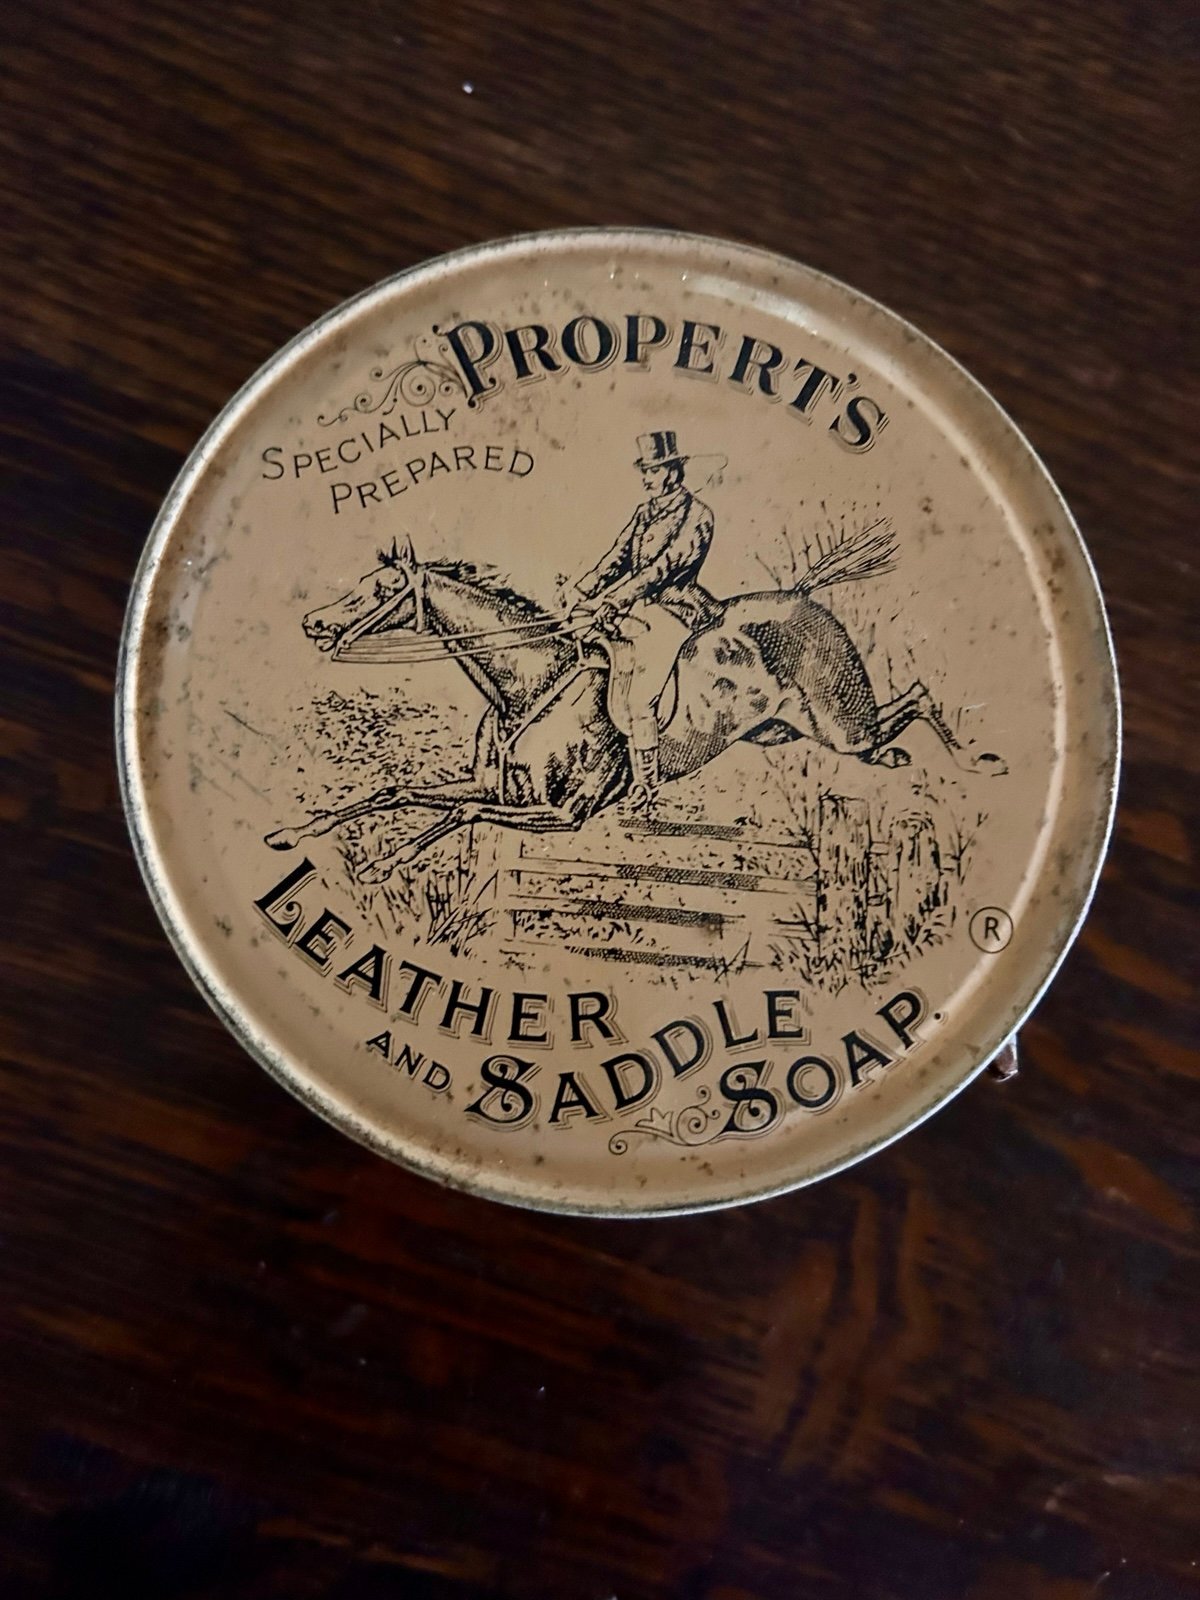 PROPERT'S
SPECIALLY
PREPARED
LEATHER
AND SADDLE
SOAP.
®